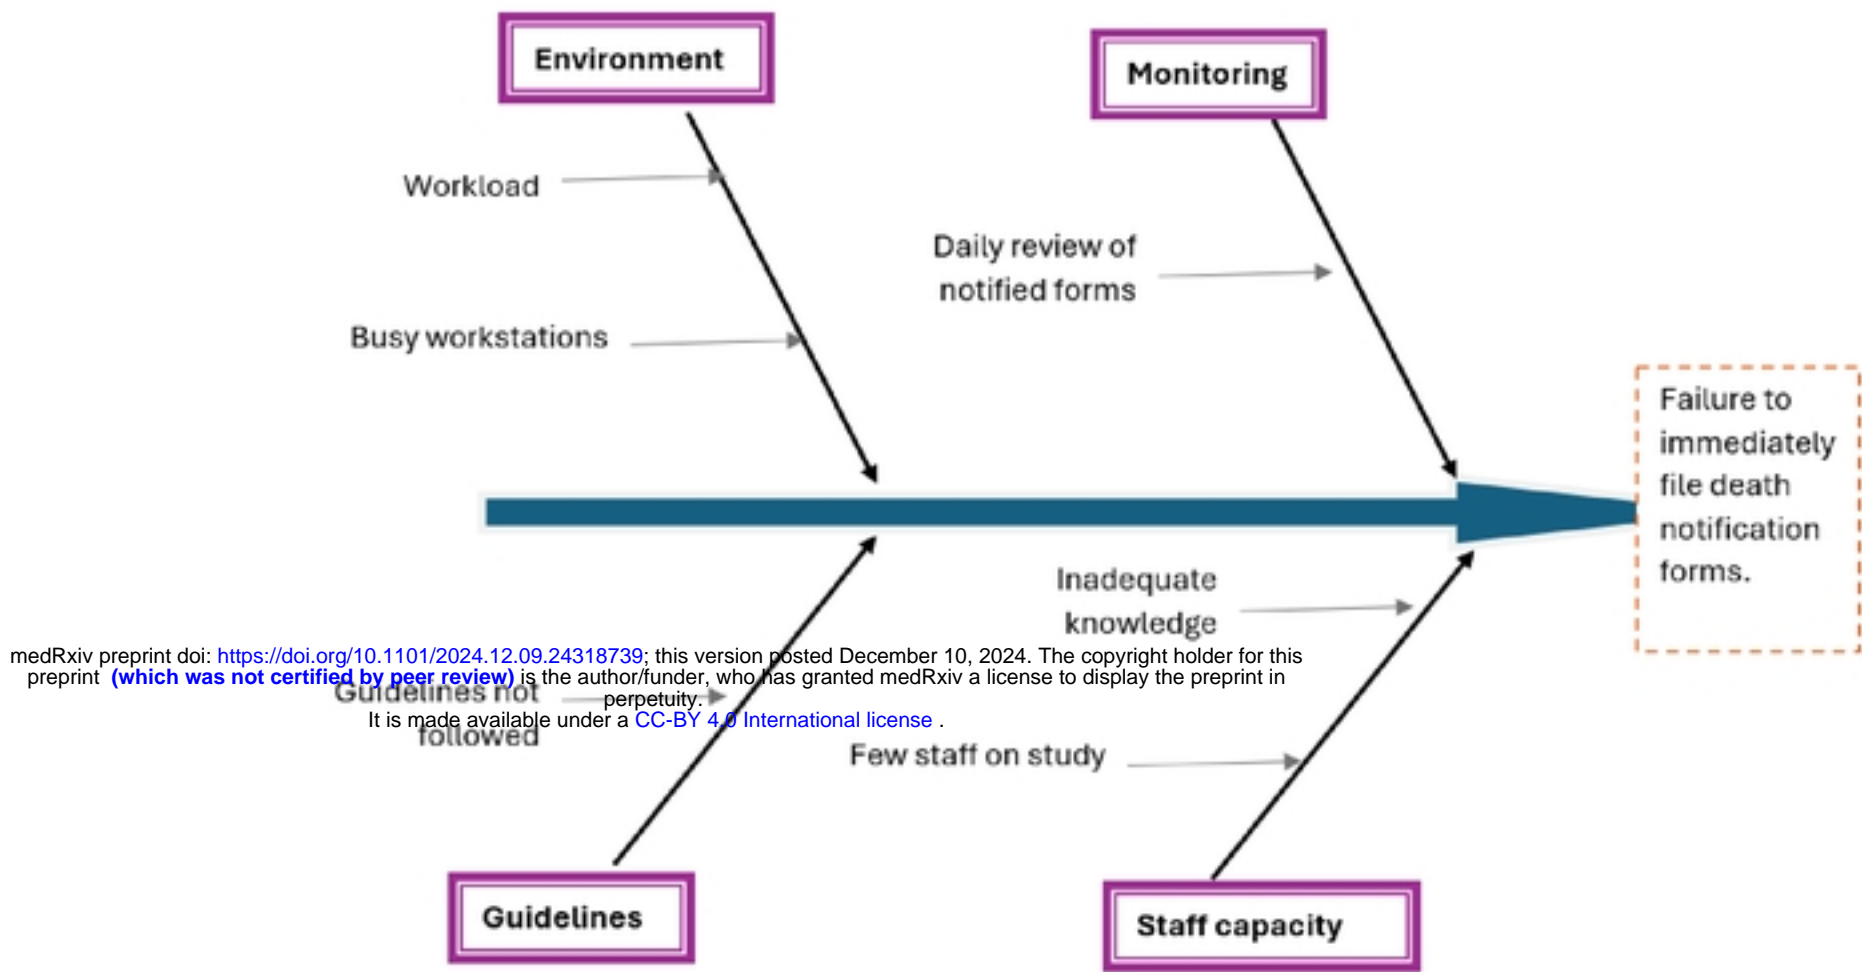 Environment
Monitoring
Workload
Daily review of
notified forms
Busy workstations
Failure to
immediately
file death
notification
forms.
Inadequate
knowledge
medRxiv preprint doi: https://doi.org/10.1101/2024.12.09.24318739; this version posted December 10, 2024. The copyright holder for this
preprint (which was not certified by peer review) is the author/funder, who has granted medRxiv a license to display the preprint in
perpetuity.
It is made available under a CC-BY 4.0 International license .
Guidelines not
followed
Few staff on study
Guidelines
Staff capacity